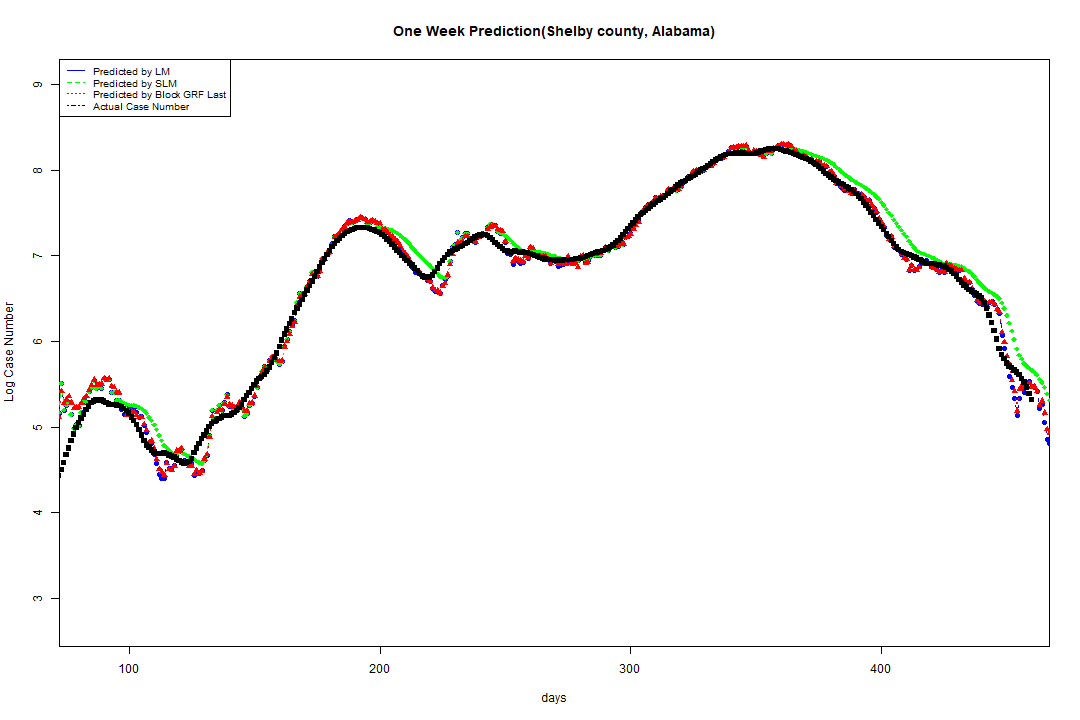 One Week Prediction(Shelby county, Alabama)
Predicted by LM
Predicted by SLM
Predicted by Block GRF Last
Actual Case Number
Log Case Number
9
8
7
6
5
4
3
100 200 300 400
days